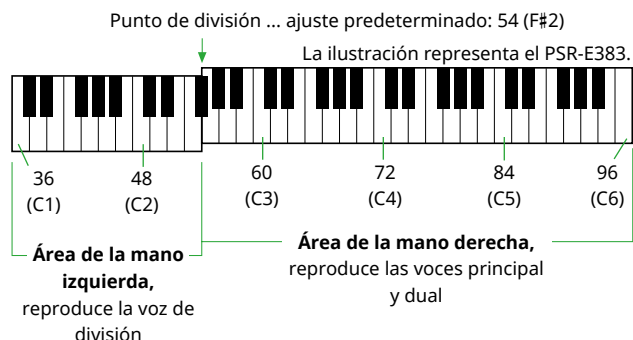 Punto de división ... ajuste predeterminado: 54 (F#2)
La ilustración representa el PSR-E383.
36
(C1)
48
(C2)
60
(C3)
72
(C4)
84
(C5)
96
(C6)
Área de la mano
izquierda,
reproduce la voz de
división
Área de la mano derecha,
reproduce las voces principal
y dual